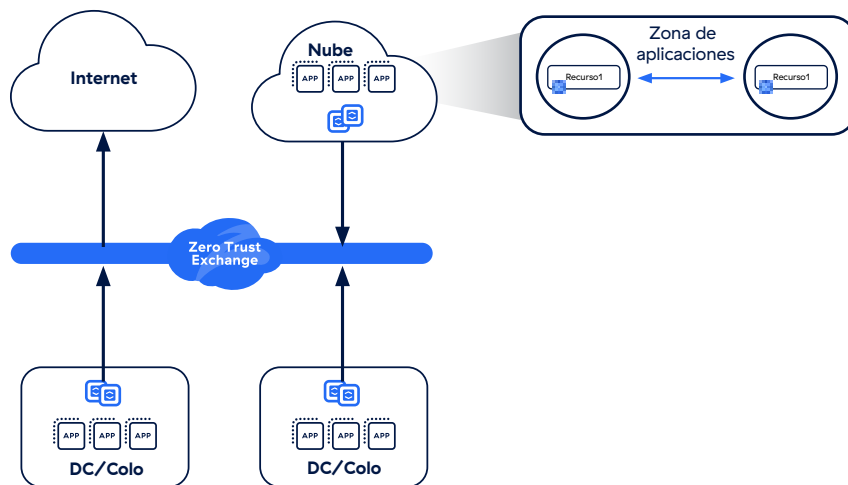 Internet
Nube
APP
APP
APP
Zona de
aplicaciones
Recurso1
Recurso1
Zero Trust
Exchange
APP
APP
APP
DC/Colo
APP
APP
APP
DC/Colo